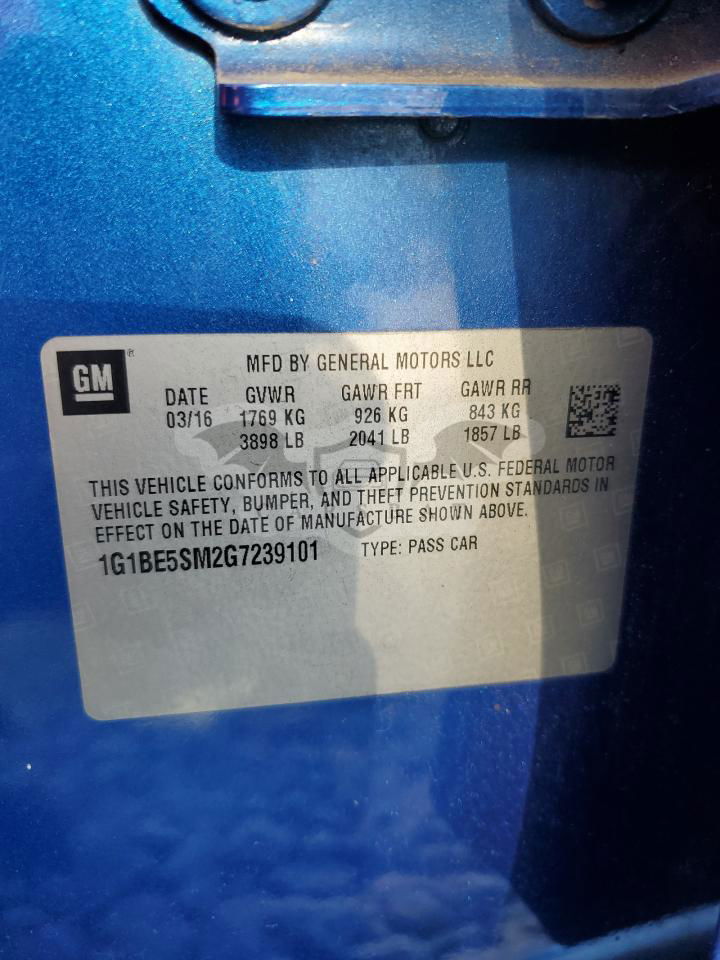 GM ®
MFD BY GENERAL MOTORS LLC
DATE GVWR GAWR FRT GAWR RR
03/16 1769 KG 926 KG 843 KG
3898 LB 2041 LB 1857 LB
THIS VEHICLE CONFORMS TO ALL APPLICABLE U.S. FEDERAL MOTOR
VEHICLE SAFETY, BUMPER, AND THEFT PREVENTION STANDARDS IN
EFFECT ON THE DATE OF MANUFACTURE SHOWN ABOVE.
1G1BE5SM2G7239101 TYPE: PASS CAR